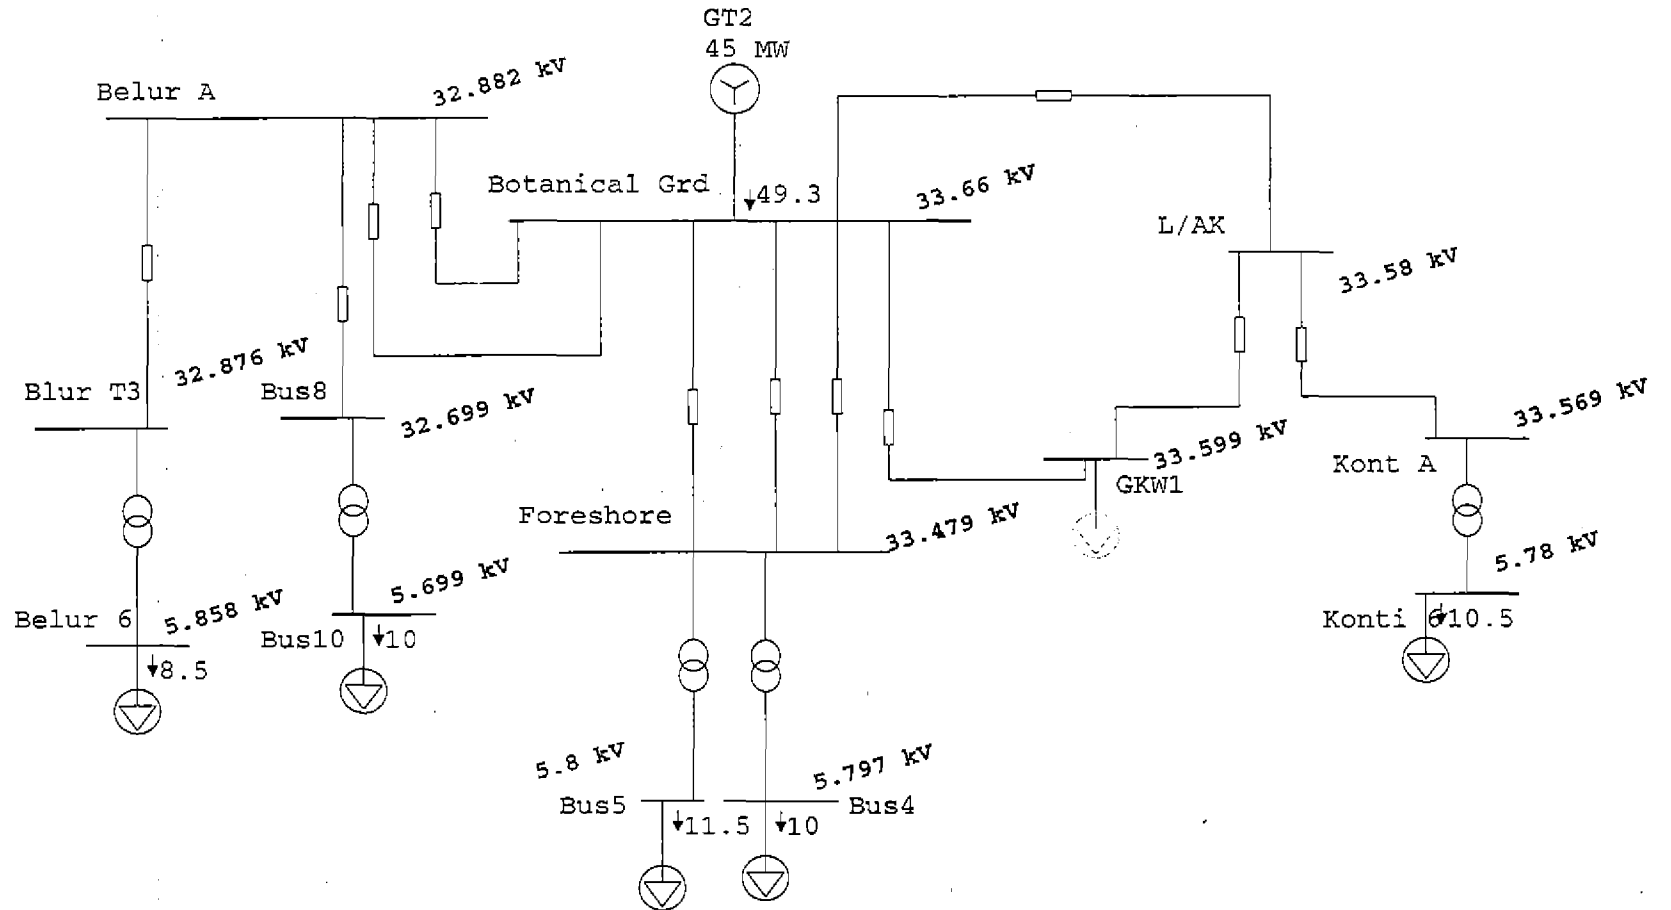 GT2
45 MW
Belur A
32.882 kV
Botanical Grd
49.3
33.66 kV
L/AK
33.58 kV
Blur T3
32.876 kV
Bus8
32.699 kV
33.569 kV
Kont A
33.599 kV
GKW1
Foreshore
33.479 kV
5.78 kV
Belur 6
5.858 kV
8.5
5.699 kV
Bus10
10
Konti 6
10.5
5.8 kV
Bus5
11.5
5.797 kV
Bus4
10